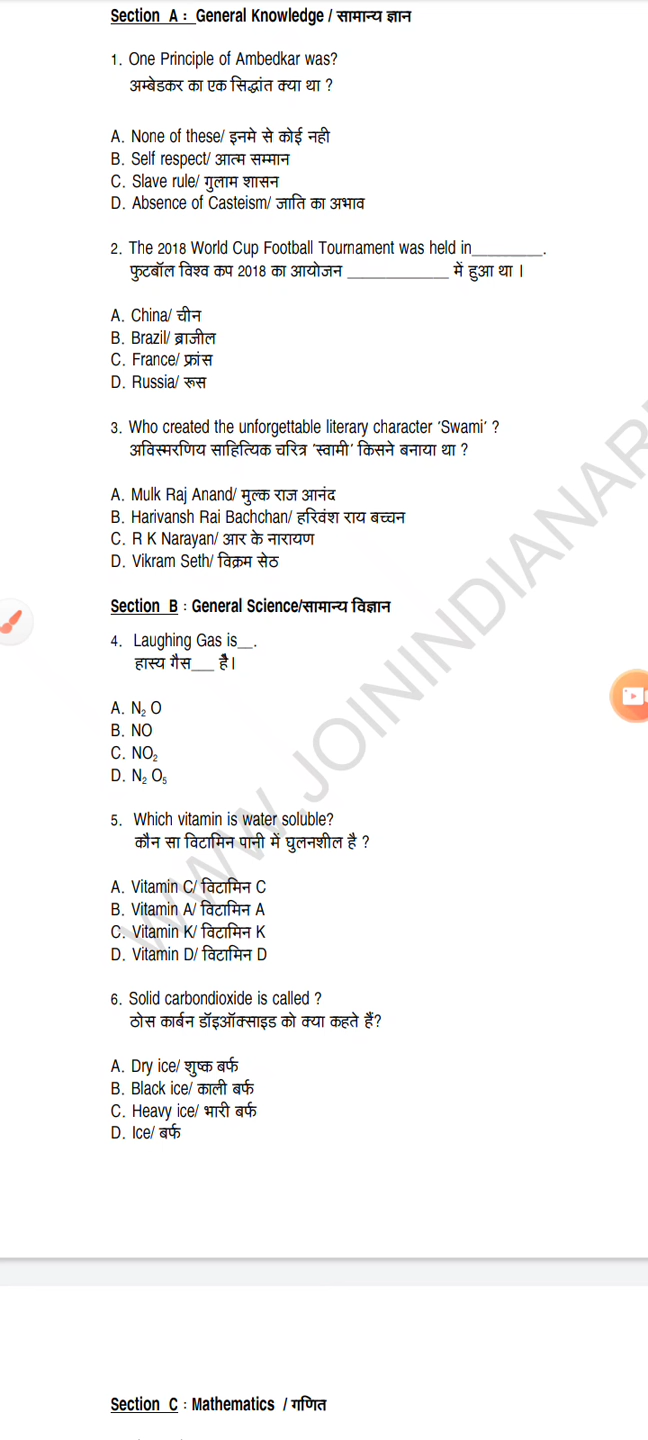 Section A : General Knowledge / सामान्य ज्ञान
1. One Principle of Ambedkar was?
अम्बेडकर का एक सिद्धांत क्या था ?
A. None of these/ इनमे से कोई नही
B. Self respect/ आत्म सम्मान
C. Slave rule/ गुलाम शासन
D. Absence of Casteism/ जाति का अभाव
2. The 2018 World Cup Football Tournament was held in_________.
फुटबॉल विश्व कप 2018 का आयोजन _____________ में हुआ था ।
A. China/ चीन
B. Brazil/ ब्राजील
C. France/ फ्रांस
D. Russia/ रूस
3. Who created the unforgettable literary character ‘Swami’ ?
अविस्मरणिय साहित्यिक चरित्र ‘स्वामी’ किसने बनाया था ?
A. Mulk Raj Anand/ मुल्क राज आनंद
B. Harivansh Rai Bachchan/ हरिवंश राय बच्चन
C. R K Narayan/ आर के नारायण
D. Vikram Seth/ विक्रम सेठ
Section B : General Science/सामान्य विज्ञान
4. Laughing Gas is__.
हास्य गैस___ है।
A. N₂ O
B. NO
C. NO₂
D. N₂ O₅
5. Which vitamin is water soluble?
कौन सा विटामिन पानी में घुलनशील है ?
A. Vitamin C/ विटामिन C
B. Vitamin A/ विटामिन A
C. Vitamin K/ विटामिन K
D. Vitamin D/ विटामिन D
6. Solid carbondioxide is called ?
ठोस कार्बन डॉइऑक्साइड को क्या कहते हैं?
A. Dry ice/ शुष्क बर्फ
B. Black ice/ काली बर्फ
C. Heavy ice/ भारी बर्फ
D. Ice/ बर्फ
Section C : Mathematics / गणित
WWW.JOININDIANAR